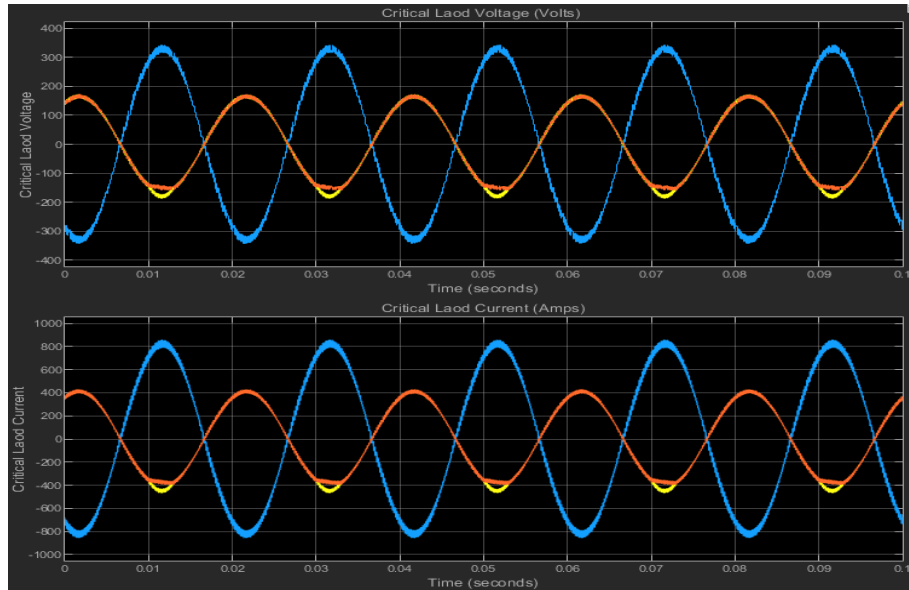 Critical Laod Voltage (Volts)
400
300
200
100
0
-100
-200
-300
-400
Critical Laod Voltage
0 0.01 0.02 0.03 0.04 0.05 0.06 0.07 0.08 0.09 0.1
Time (seconds)
Critical Laod Current (Amps)
1000
800
600
400
200
0
-200
-400
-600
-800
-1000
Critical Laod Current
0 0.01 0.02 0.03 0.04 0.05 0.06 0.07 0.08 0.09 0.1
Time (seconds)